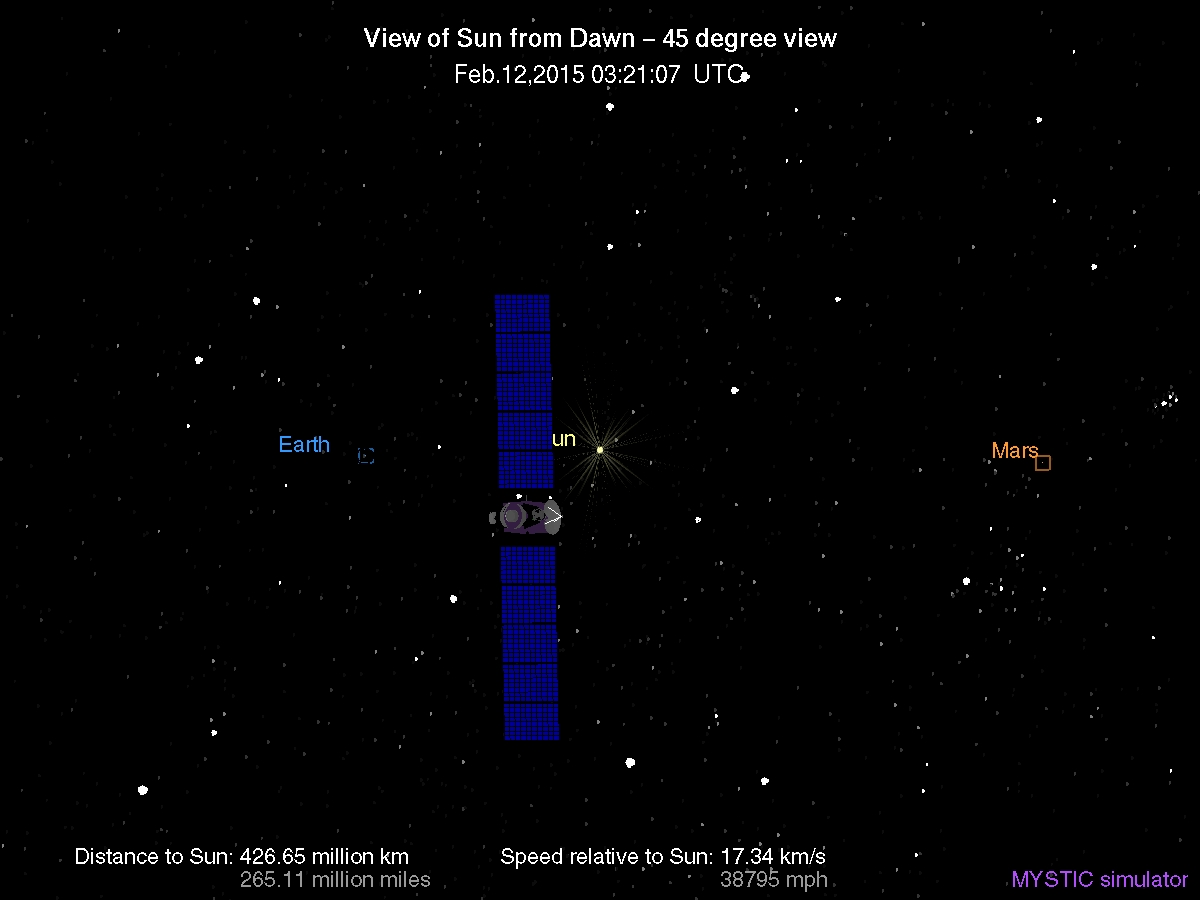 View of Sun from Dawn – 45 degree view
Feb.12,2015 03:21:07 UTC
Earth
un
Mars
Distance to Sun: 426.65 million km
265.11 million miles
Speed relative to Sun: 17.34 km/s
38795 mph
MYSTIC simulator